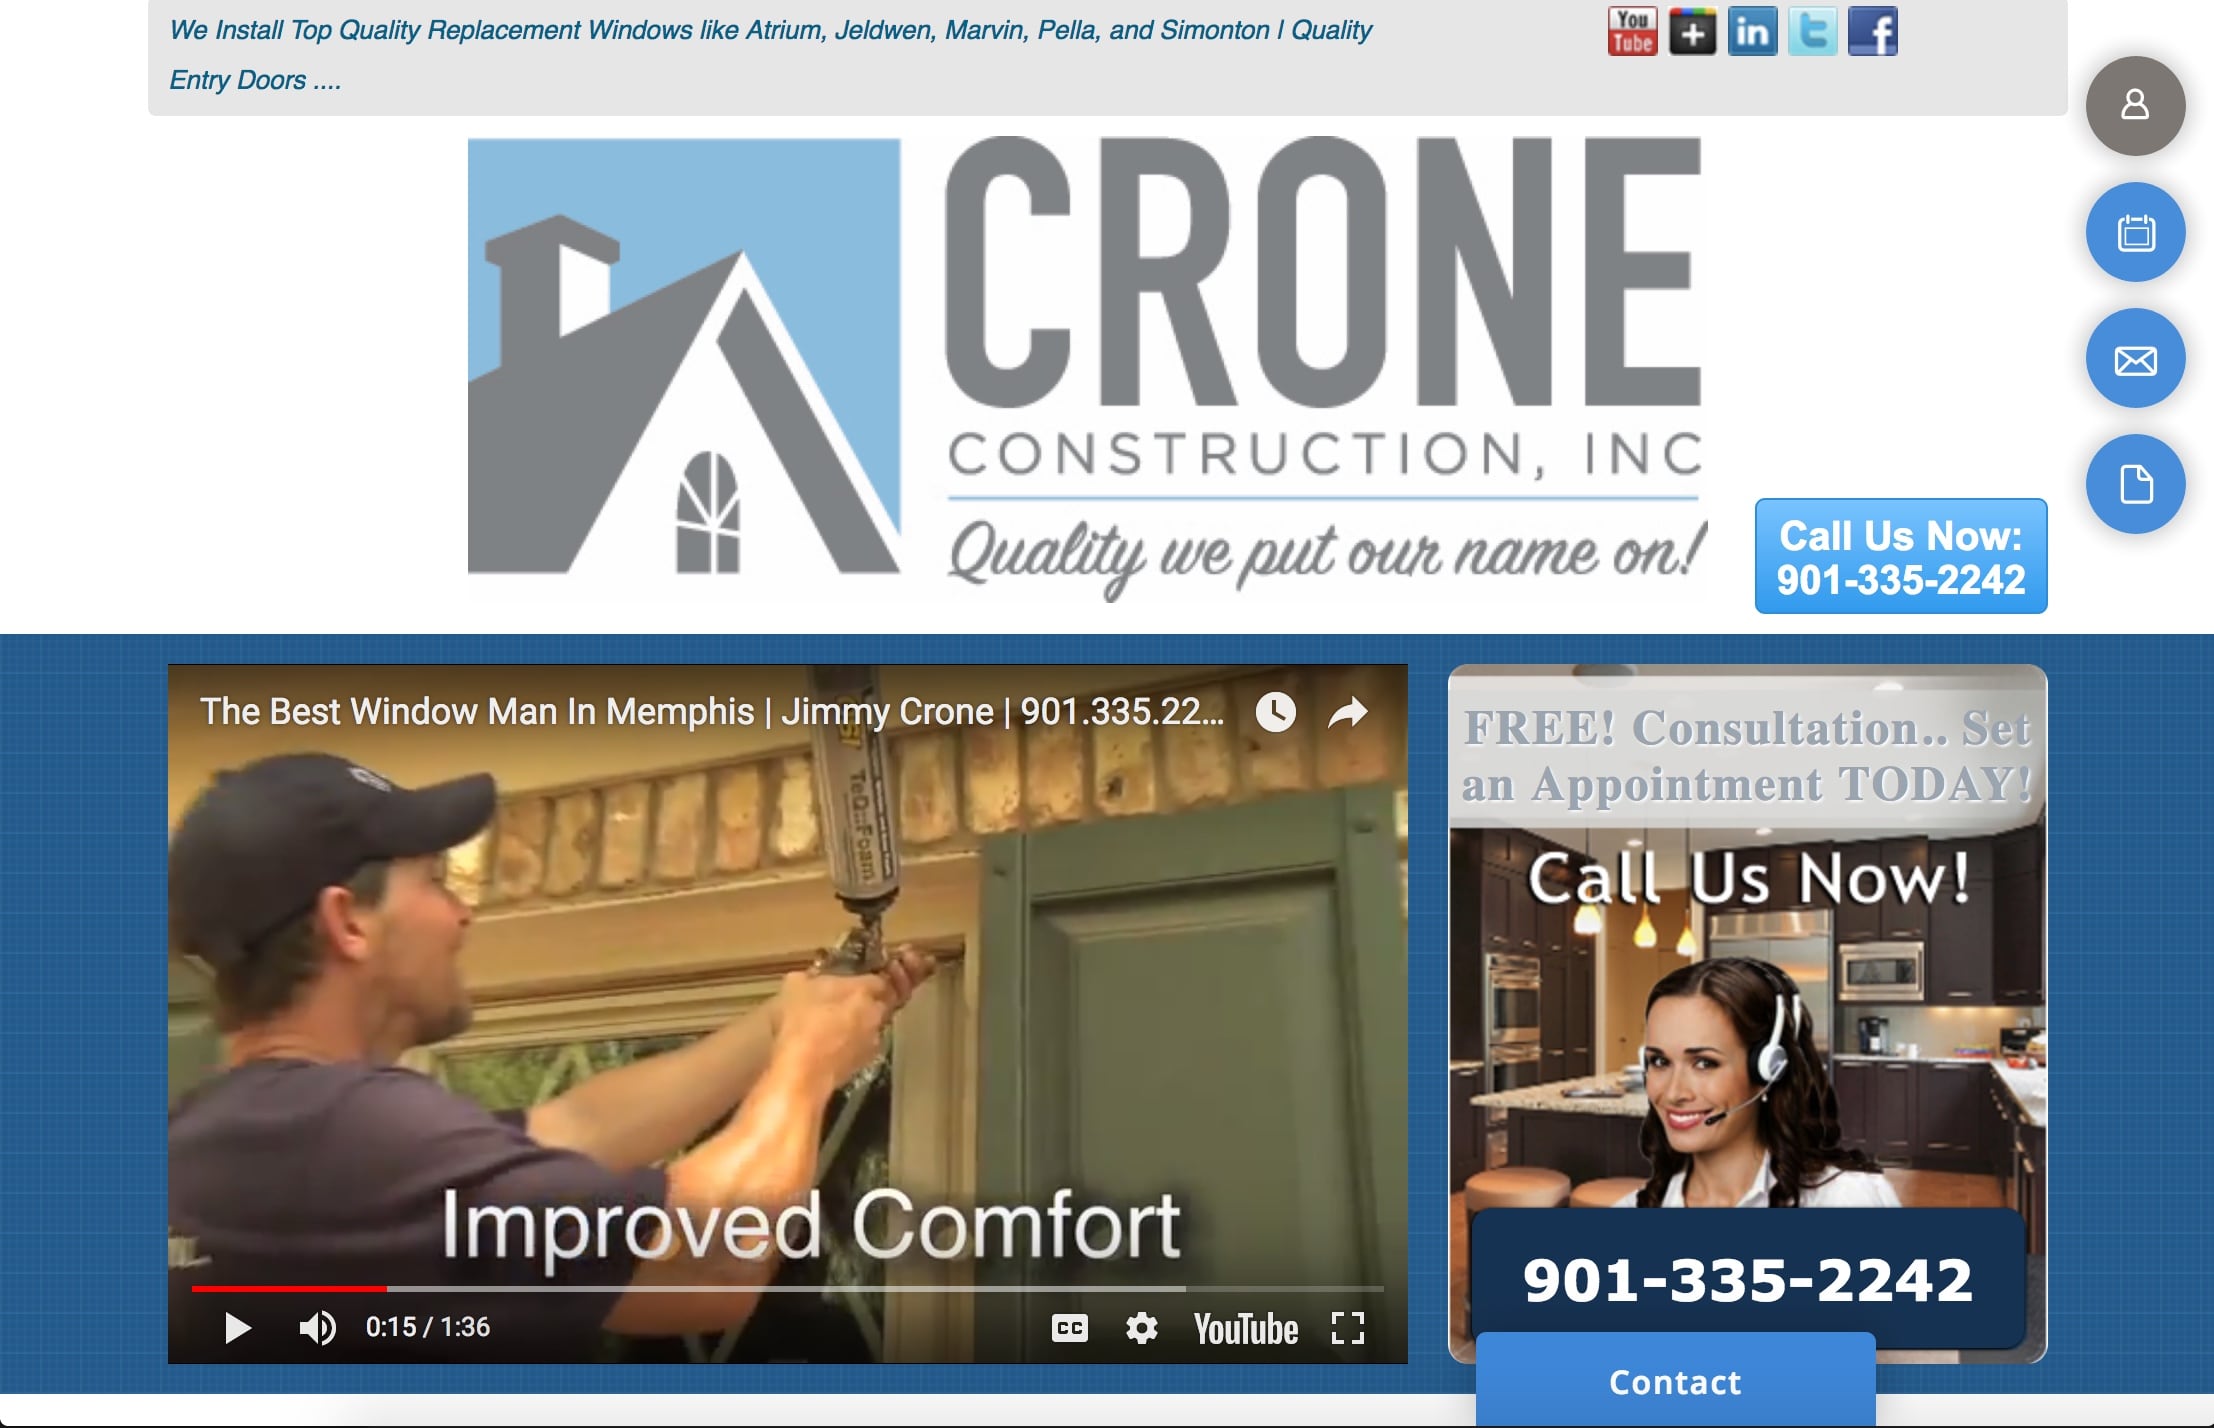 We Install Top Quality Replacement Windows like Atrium, Jeldwen, Marvin, Pella, and Simonton | Quality
Entry Doors ....
You
Tube
in
t
f
CRONE
CONSTRUCTION, INC
Quality we put our name on!
Call Us Now:
901-335-2242
The Best Window Man In Memphis | Jimmy Crone | 901.335.22...
TeQ..Foam
Improved Comfort
0:15 / 1:36
CC
YouTube
FREE! Consultation.. Set
an Appointment TODAY!
Call Us Now!
901-335-2242
Contact